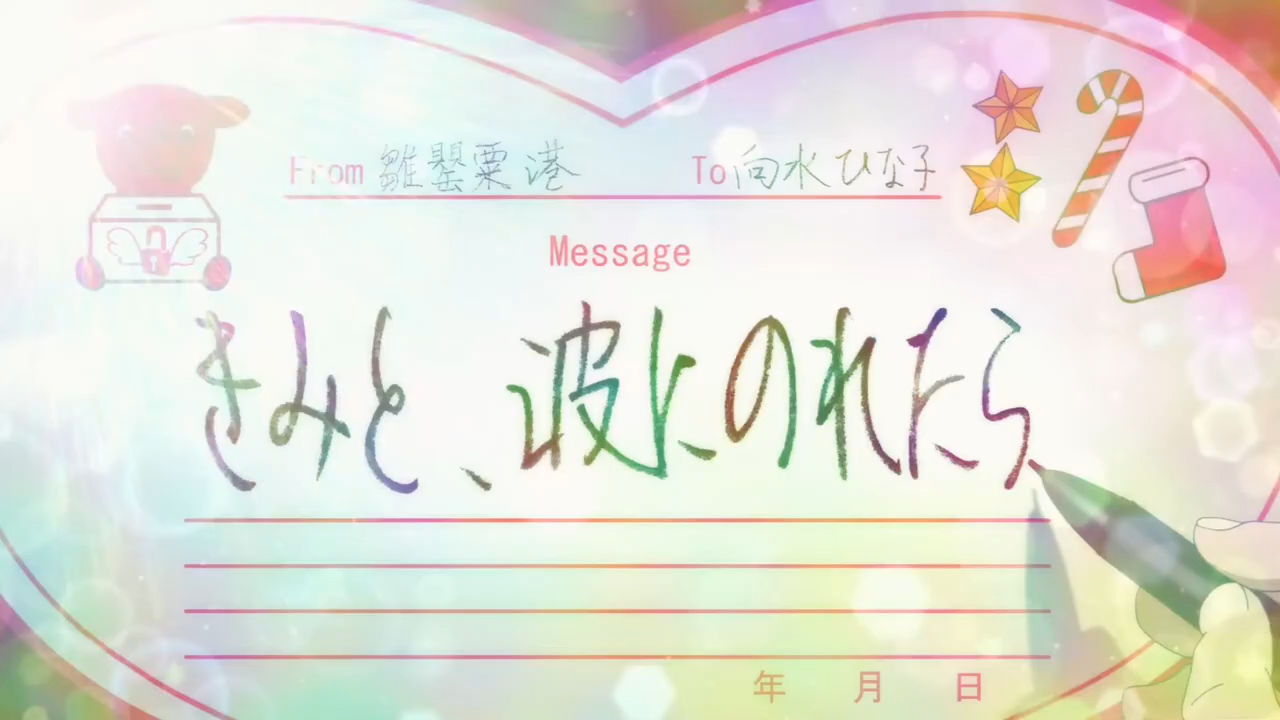 From 雛罌粟 港 To 向水 ひな子
Message
きみと、波にのれたら
年 月 日